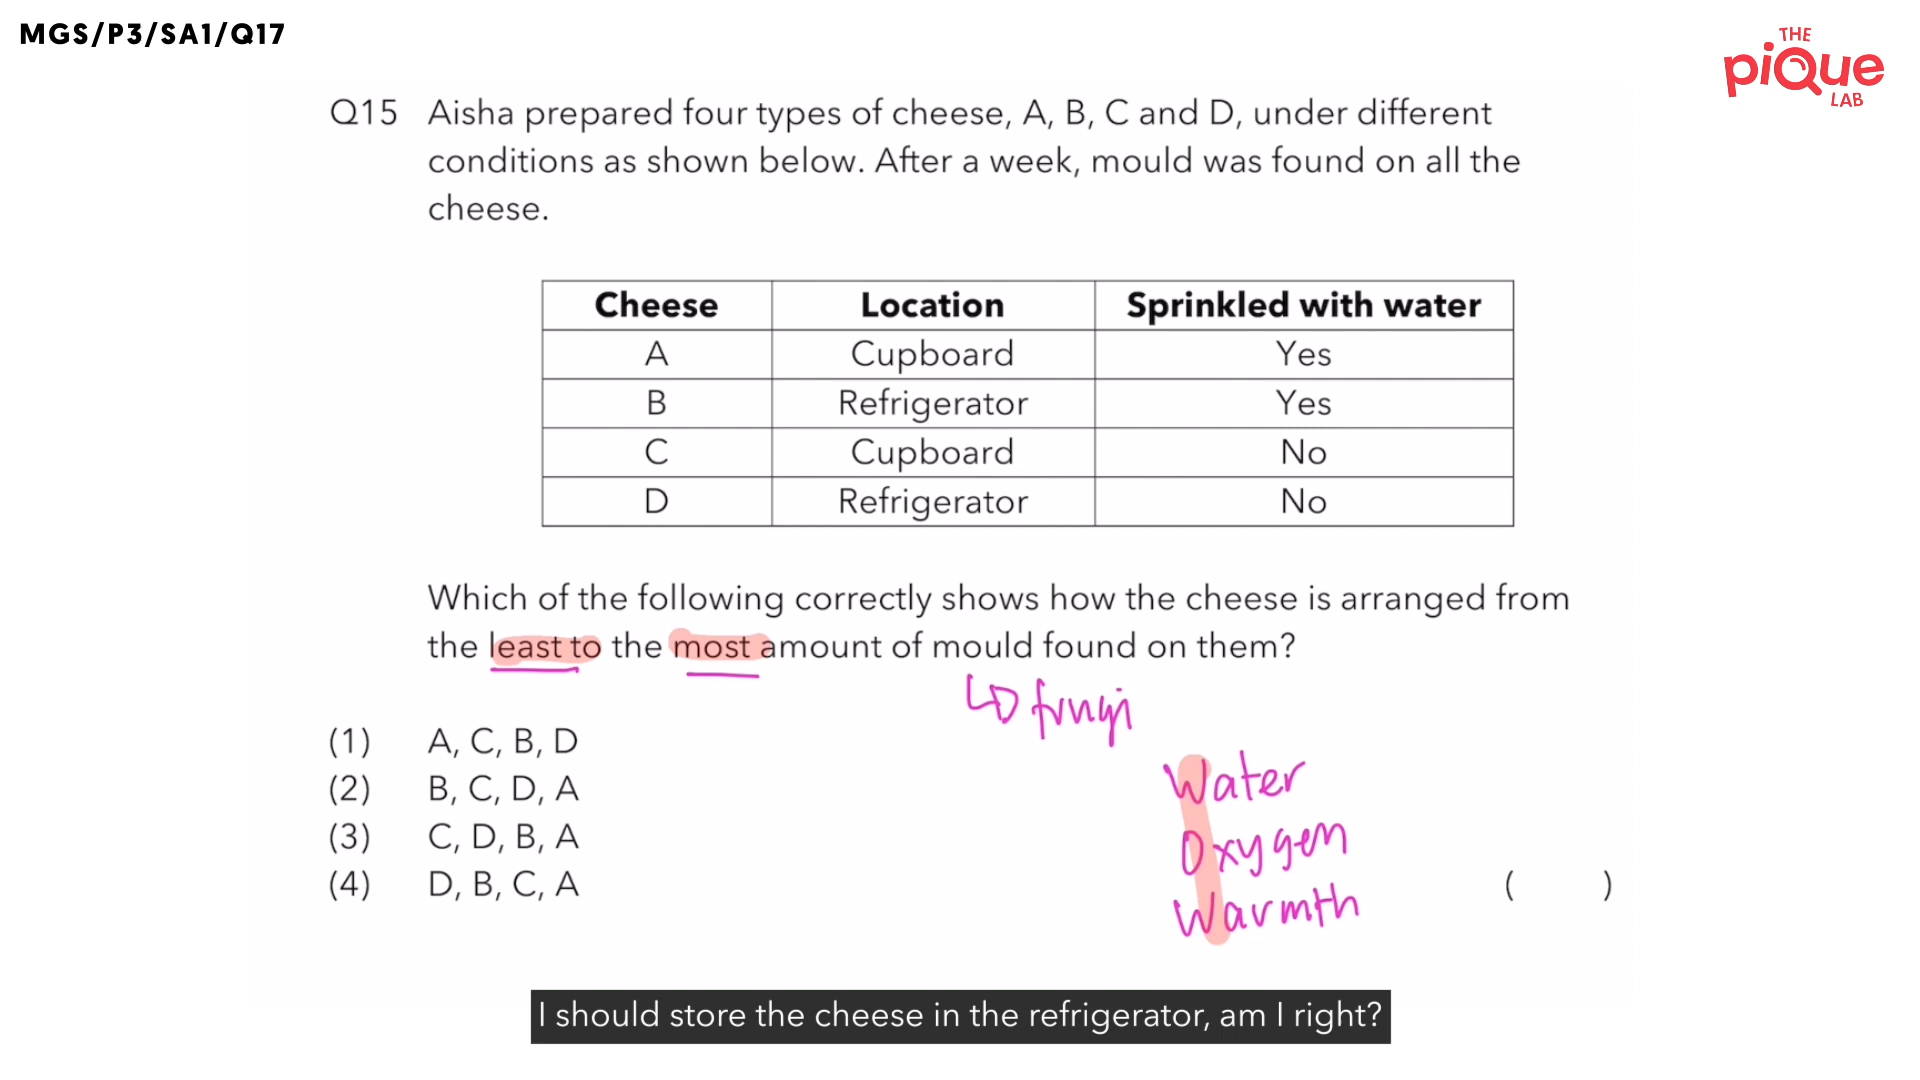 MGS/P3/SA1/Q17
THE
piQue
LAB
Q15 Aisha prepared four types of cheese, A, B, C and D, under different
conditions as shown below. After a week, mould was found on all the
cheese.
Cheese Location Sprinkled with water
A Cupboard Yes
B Refrigerator Yes
C Cupboard No
D Refrigerator No
Which of the following correctly shows how the cheese is arranged from
the least to the most amount of mould found on them?
fungi
(1) A, C, B, D
(2) B, C, D, A
(3) C, D, B, A
(4) D, B, C, A
Water
Oxygen
Warmth
( )
I should store the cheese in the refrigerator, am I right?